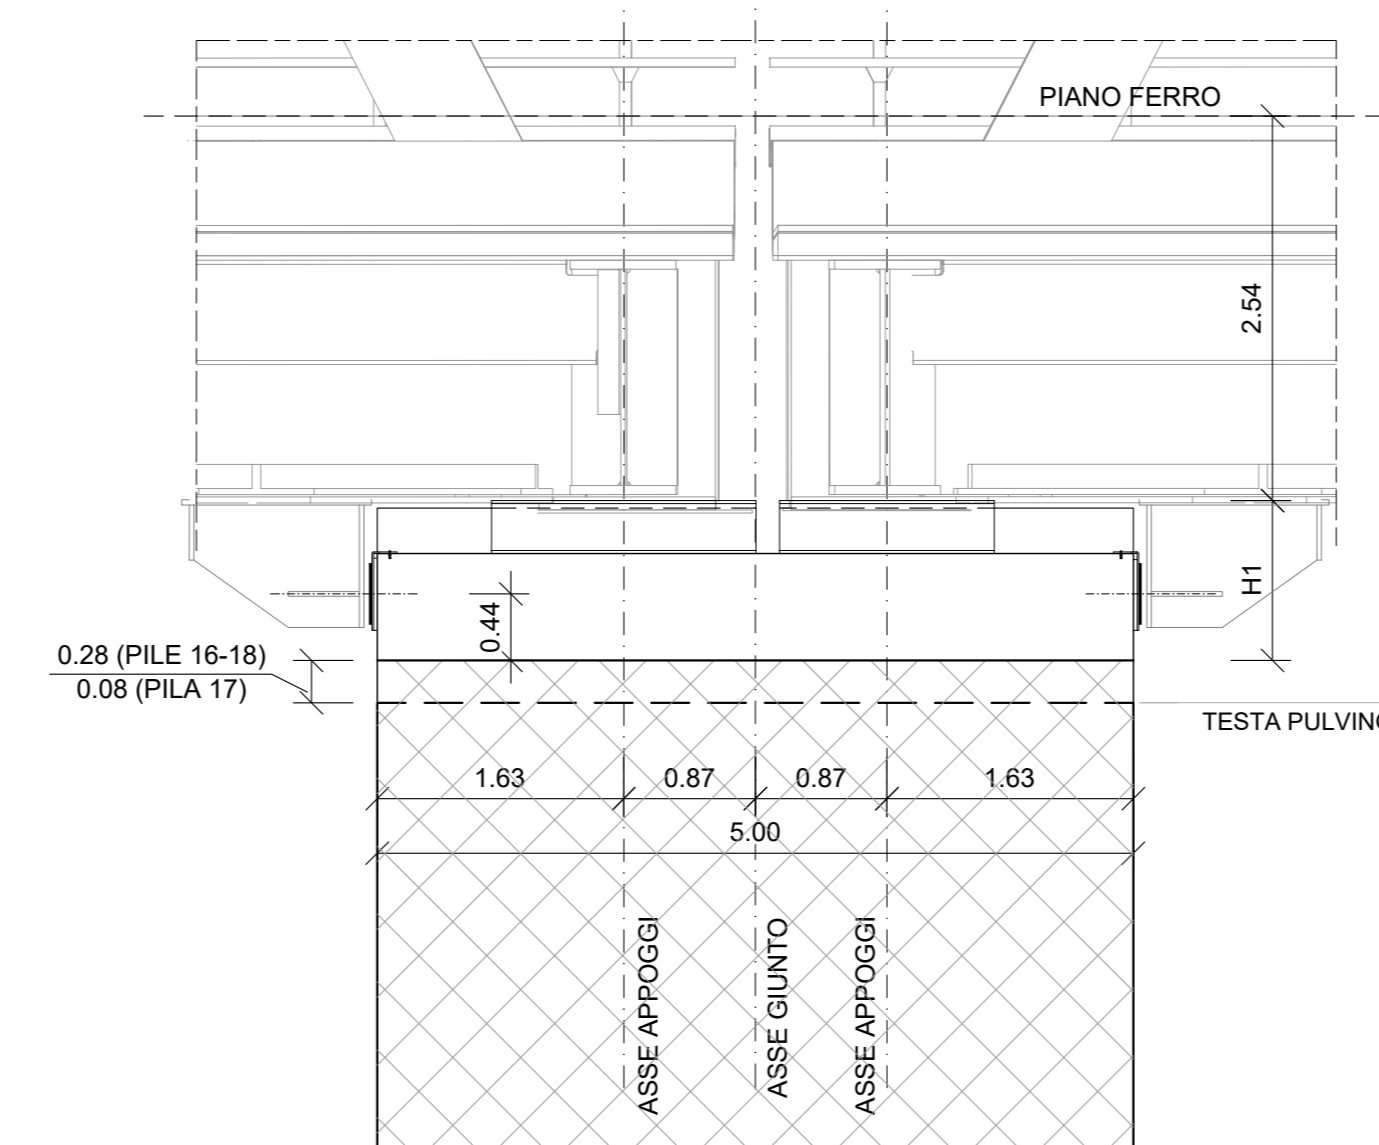 PIANO FERRO
2.54
H1
0.44
0.28 (PILE 16-18)
0.08 (PILA 17)
TESTA PULVINO
1.63
0.87
0.87
1.63
5.00
ASSE APPOGGI
ASSE GIUNTO
ASSE APPOGGI